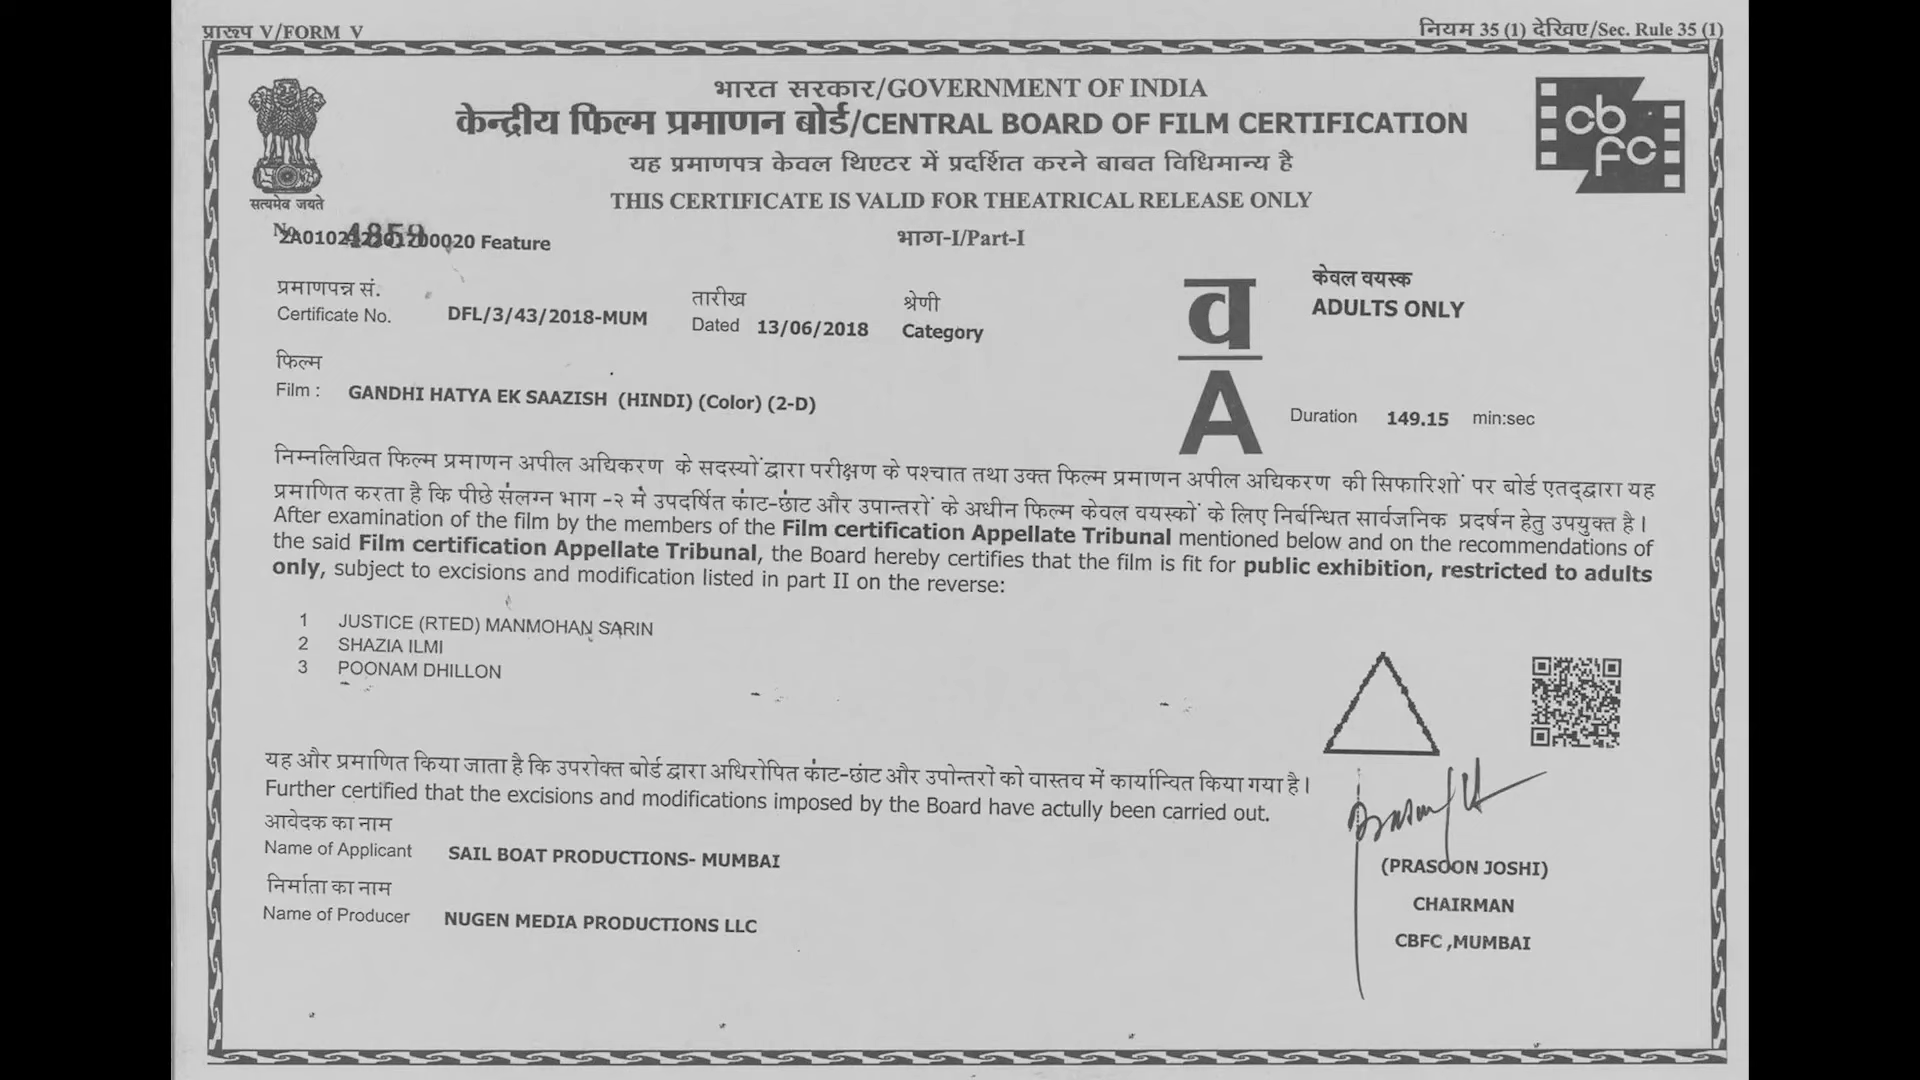 प्रारूप V/FORM V
नियम 35 (1) देखिए/Sec. Rule 35 (1)
भारत सरकार/GOVERNMENT OF INDIA
केन्द्रीय फिल्म प्रमाणन बोर्ड/CENTRAL BOARD OF FILM CERTIFICATION
cb
fc
यह प्रमाणपत्र केवल थिएटर में प्रदर्शित करने बाबत विधिमान्य है
THIS CERTIFICATE IS VALID FOR THEATRICAL RELEASE ONLY
सत्यमेव जयते
No. 4859
Feature
भाग-I/Part-I
प्रमाणपन्न सं.
Certificate No. DFL/3/43/2018-MUM
तारीख
Dated 13/06/2018
श्रेणी
Category
व
A
केवल वयस्क
ADULTS ONLY
फिल्म
Film : GANDHI HATYA EK SAAZISH (HINDI) (Color) (2-D)
Duration 149.15 min:sec
निम्नलिखित फिल्म प्रमाणन अपील अधिकरण के सदस्यों द्वारा परीक्षण के पश्चात तथा उक्त फिल्म प्रमाणन अपील अधिकरण की सिफारिशों पर बोर्ड एतद्द्वारा यह
प्रमाणित करता है कि पीछे संलग्न भाग -२ मे उपदर्षित कांट-छांट और उपान्तरों के अधीन फिल्म केवल वयस्कों के लिए निर्बन्धित सार्वजनिक प्रदर्षन हेतु उपयुक्त है।
After examination of the film by the members of the Film certification Appellate Tribunal mentioned below and on the recommendations of
the said Film certification Appellate Tribunal, the Board hereby certifies that the film is fit for public exhibition, restricted to adults
only, subject to excisions and modification listed in part II on the reverse:
1 JUSTICE (RTED) MANMOHAN SARIN
2 SHAZIA ILMI
3 POONAM DHILLON
यह और प्रमाणित किया जाता है कि उपरोक्त बोर्ड द्वारा अधिरोपित कांट-छांट और उपोन्तरों को वास्तव में कार्यान्वित किया गया है।
Further certified that the excisions and modifications imposed by the Board have actully been carried out.
आवेदक का नाम
Name of Applicant SAIL BOAT PRODUCTIONS- MUMBAI
निर्माता का नाम
Name of Producer NUGEN MEDIA PRODUCTIONS LLC
(PRASOON JOSHI)
CHAIRMAN
CBFC ,MUMBAI